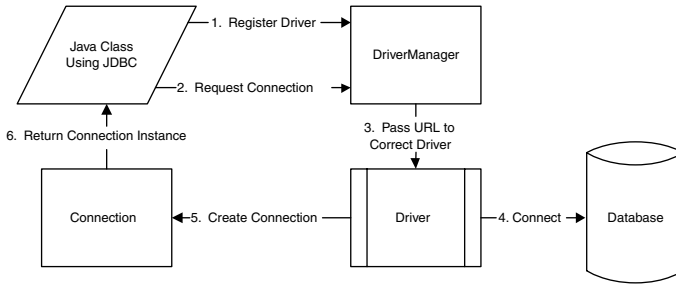 1. Register Driver
Java Class
Using JDBC
DriverManager
2. Request Connection
6. Return Connection Instance
3. Pass URL to
Correct Driver
Connection
5. Create Connection
Driver
4. Connect
Database